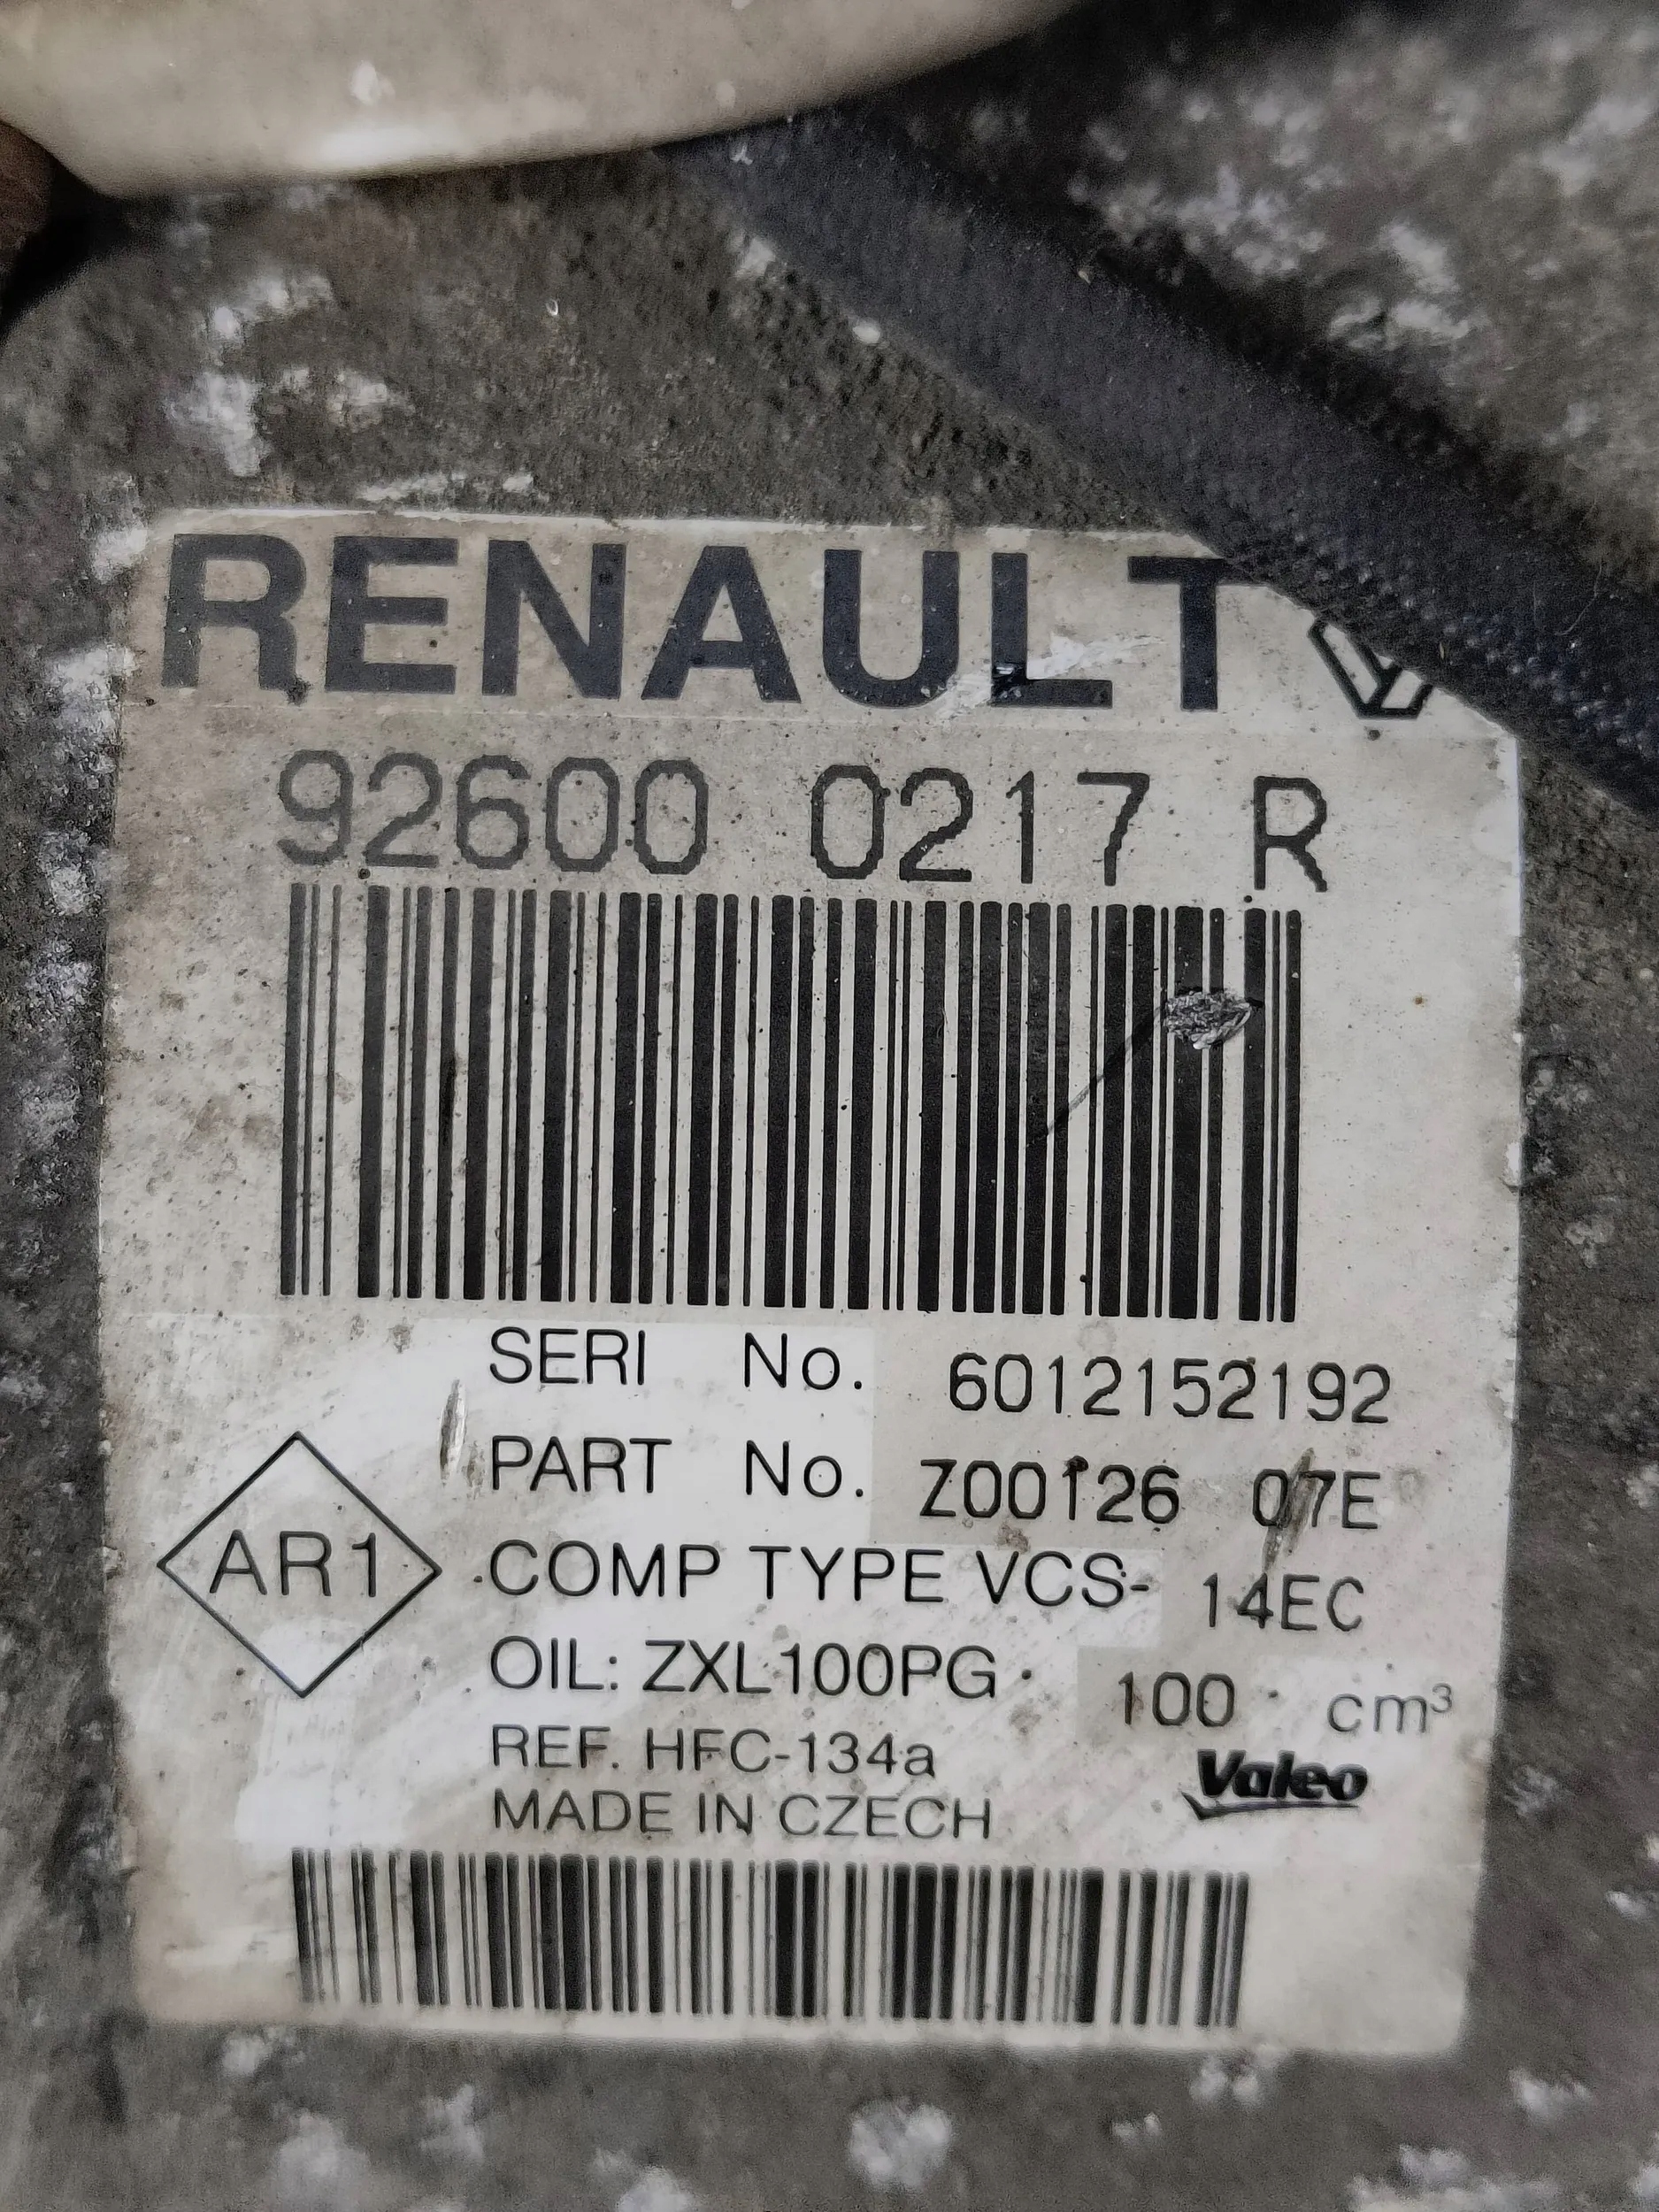 RENAULT
92600 0217 R
SERI No. 6012152192
PART No. Z00126 07E
AR1
COMP TYPE VCS- 14EC
OIL: ZXL100PG 100 cm³
REF. HFC-134a
Valeo
MADE IN CZECH